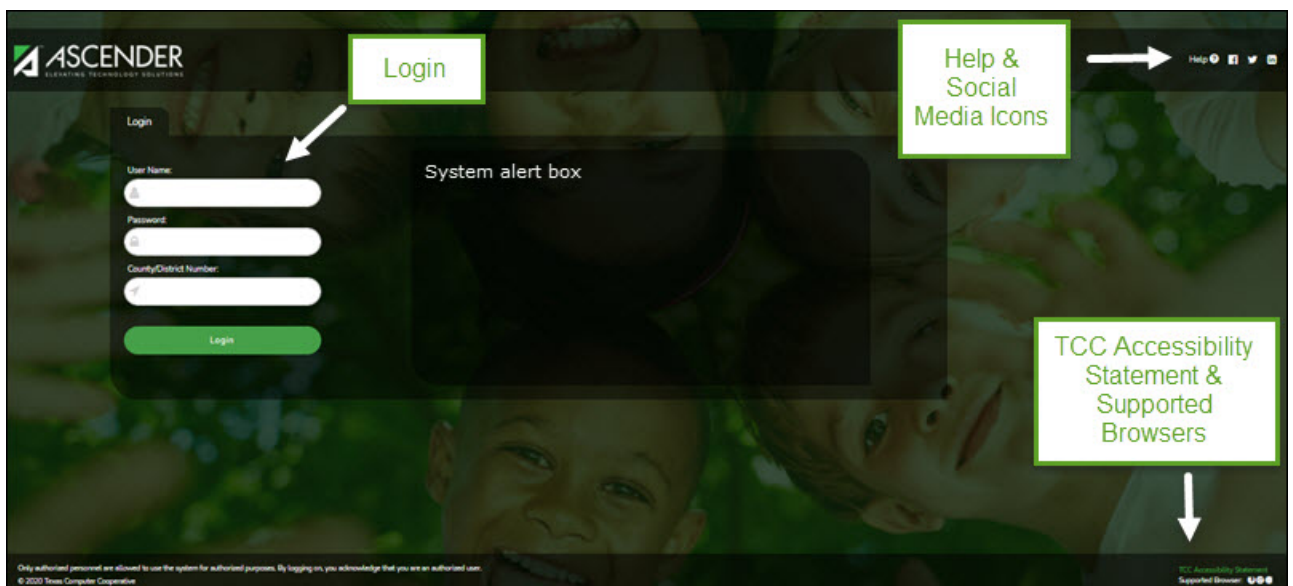 ASCENDER
ELEVATING TECHNOLOGY SOLUTIONS
Login
Help &
Social
Media Icons
Help
Login
User Name:
Password:
County/District Number:
Login
System alert box
TCC Accessibility
Statement &
Supported
Browsers
Only authorized personnel are allowed to use the system for authorized purposes. By logging on, you acknowledge that you are an authorized user.
© 2020 Texas Computer Cooperative
TCC Accessibility Statement
Supported Browser: